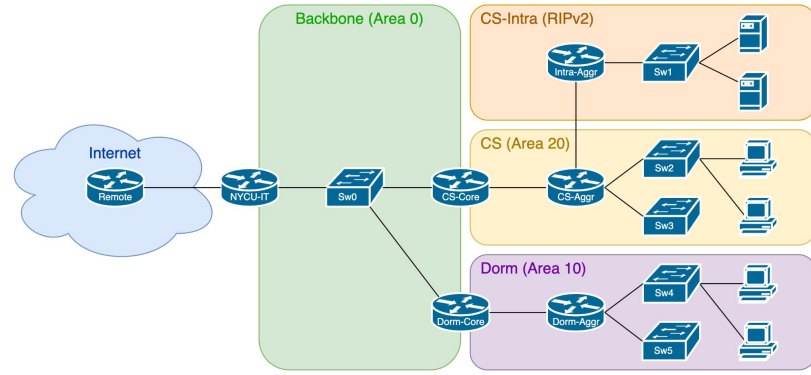 Backbone (Area 0)
CS-Intra (RIPv2)
Intra-Aggr
Sw1
Internet
Remote
NYCU-IT
Sw0
CS-Core
CS (Area 20)
CS-Aggr
Sw2
Sw3
Dorm (Area 10)
Dorm-Core
Dorm-Aggr
Sw4
Sw5